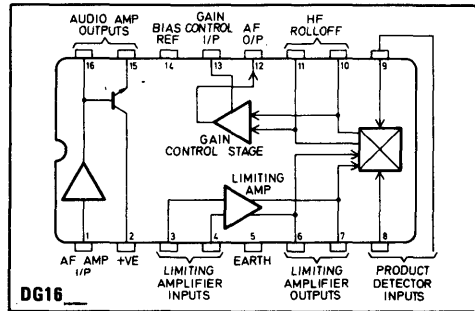 AUDIO AMP
OUTPUTS
BIAS
REF
GAIN
CONTROL
I/P
AF
O/P
HF
ROLLOFF
16
15
14
13
12
11
10
9
GAIN
CONTROL STAGE
LIMITING
AMP
1
2
3
4
5
6
7
8
AF AMP
I/P
+VE
LIMITING
AMPLIFIER
INPUTS
EARTH
LIMITING
AMPLIFIER
OUTPUTS
PRODUCT
DETECTOR
INPUTS
DG16